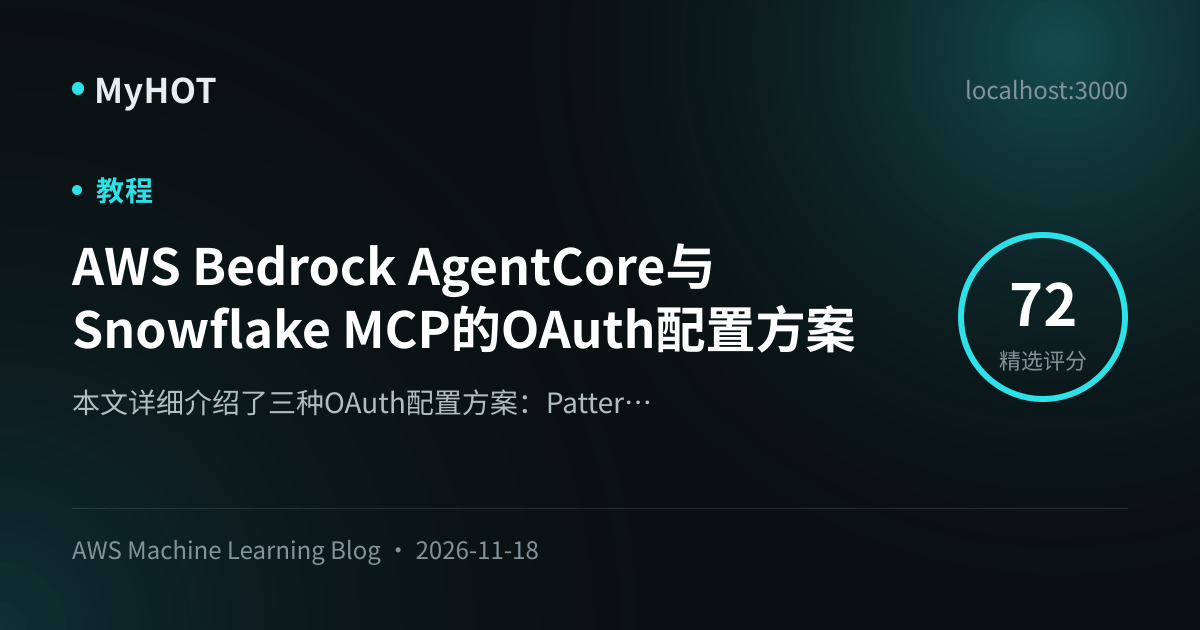 MyHOT
localhost:3000
教程
AWS Bedrock AgentCore与
Snowflake MCP的OAuth配置方案
72
精选评分
本文详细介绍了三种OAuth配置方案：Patter…
AWS Machine Learning Blog · 2026-11-18